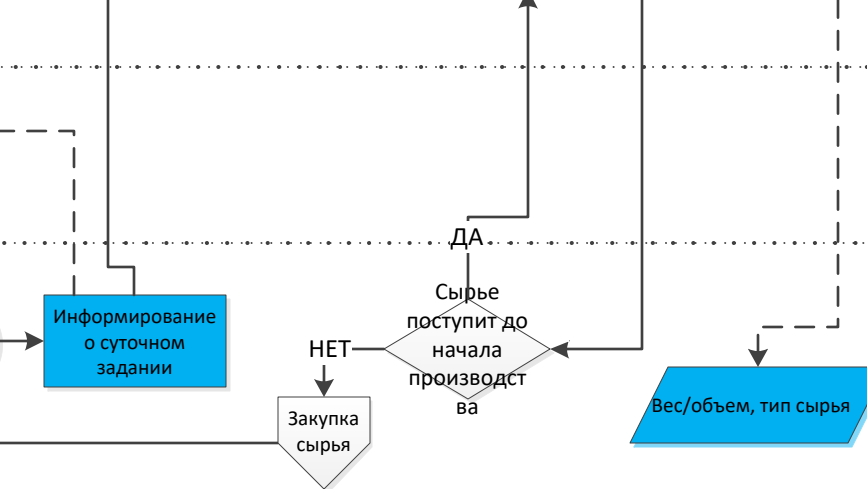 ДА
Сырье
поступит до
начала
производст
ва
Информирование
о суточном
задании
НЕТ
Закупка
сырья
Вес/объем, тип сырья